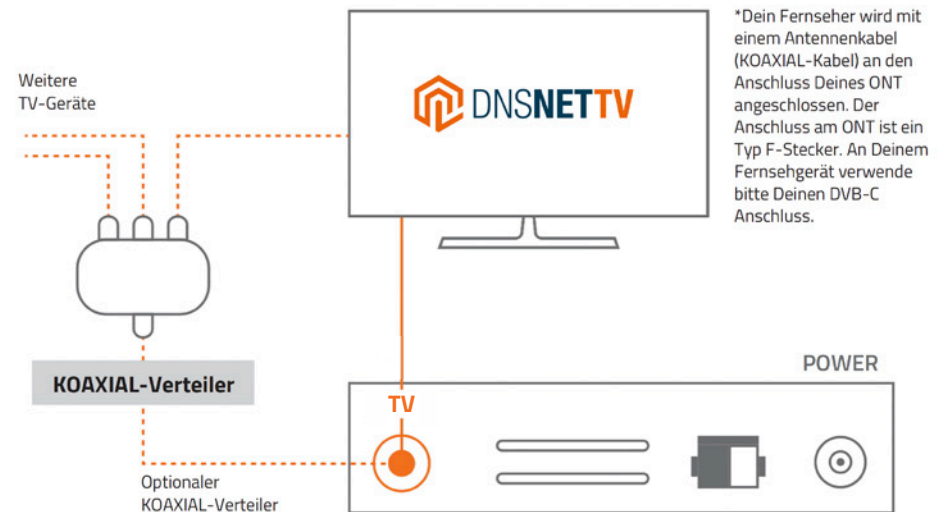 *Dein Fernseher wird mit
einem Antennenkabel
(KOAXIAL-Kabel) an den
Anschluss Deines ONT
angeschlossen. Der
Anschluss am ONT ist ein
Typ F-Stecker. An Deinem
Fernsehgerät verwende
bitte Deinen DVB-C
Anschluss.
Weitere
TV-Geräte
DNSNETTV
KOAXIAL-Verteiler
POWER
TV
Optionaler
KOAXIAL-Verteiler